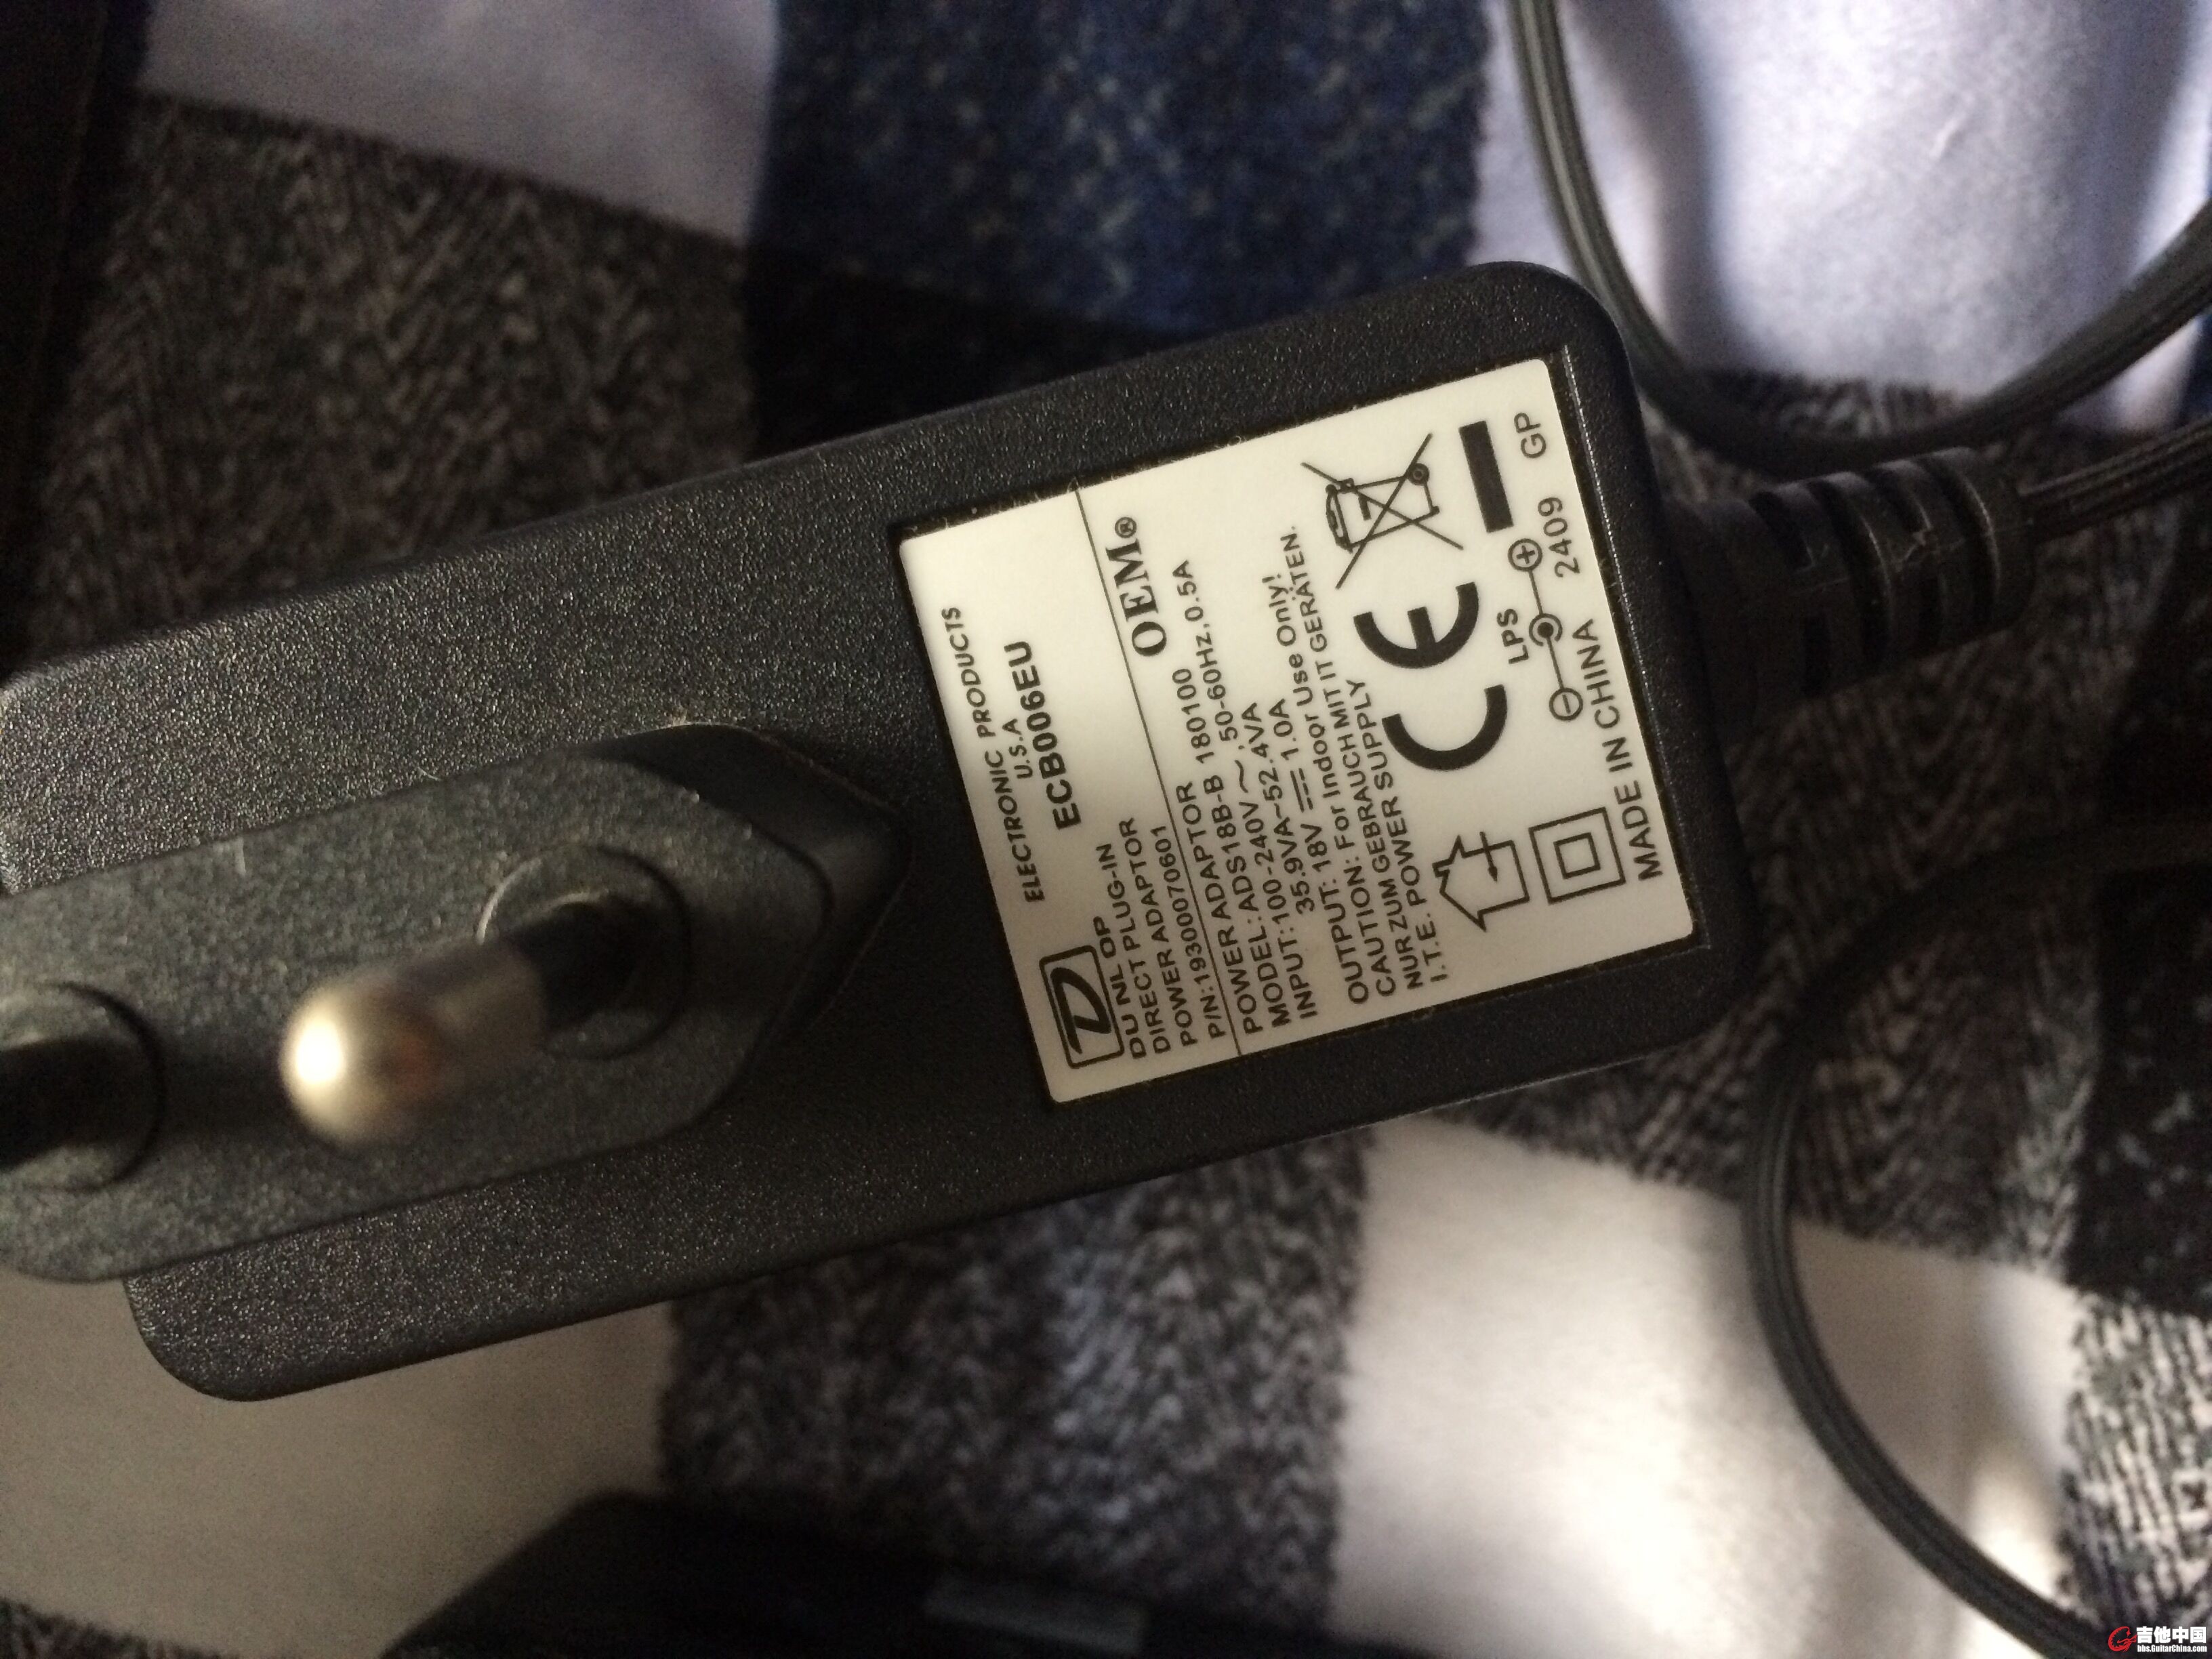 ELECTRONIC PRODUCTS
U.S.A
ECB006EU
D
DUNLOP
DIRECT PLUG-IN
POWER ADAPTOR
P/N:19300070601
OEM®
POWER ADAPTOR 180100
MODEL: ADS18B-B
INPUT: 100-240V~, 50-60Hz, 0.5A
35.9VA~52.4VA
OUTPUT: 18V ⎓ 1.0A
CAUTION: For Indoor Use Only!
NUR ZUM GEBRAUCH MIT IT GERÄTEN.
I.T.E. POWER SUPPLY
CE
LPS
MADE IN CHINA
2409
GP
吉他中国
bbs.GuitarChina.com